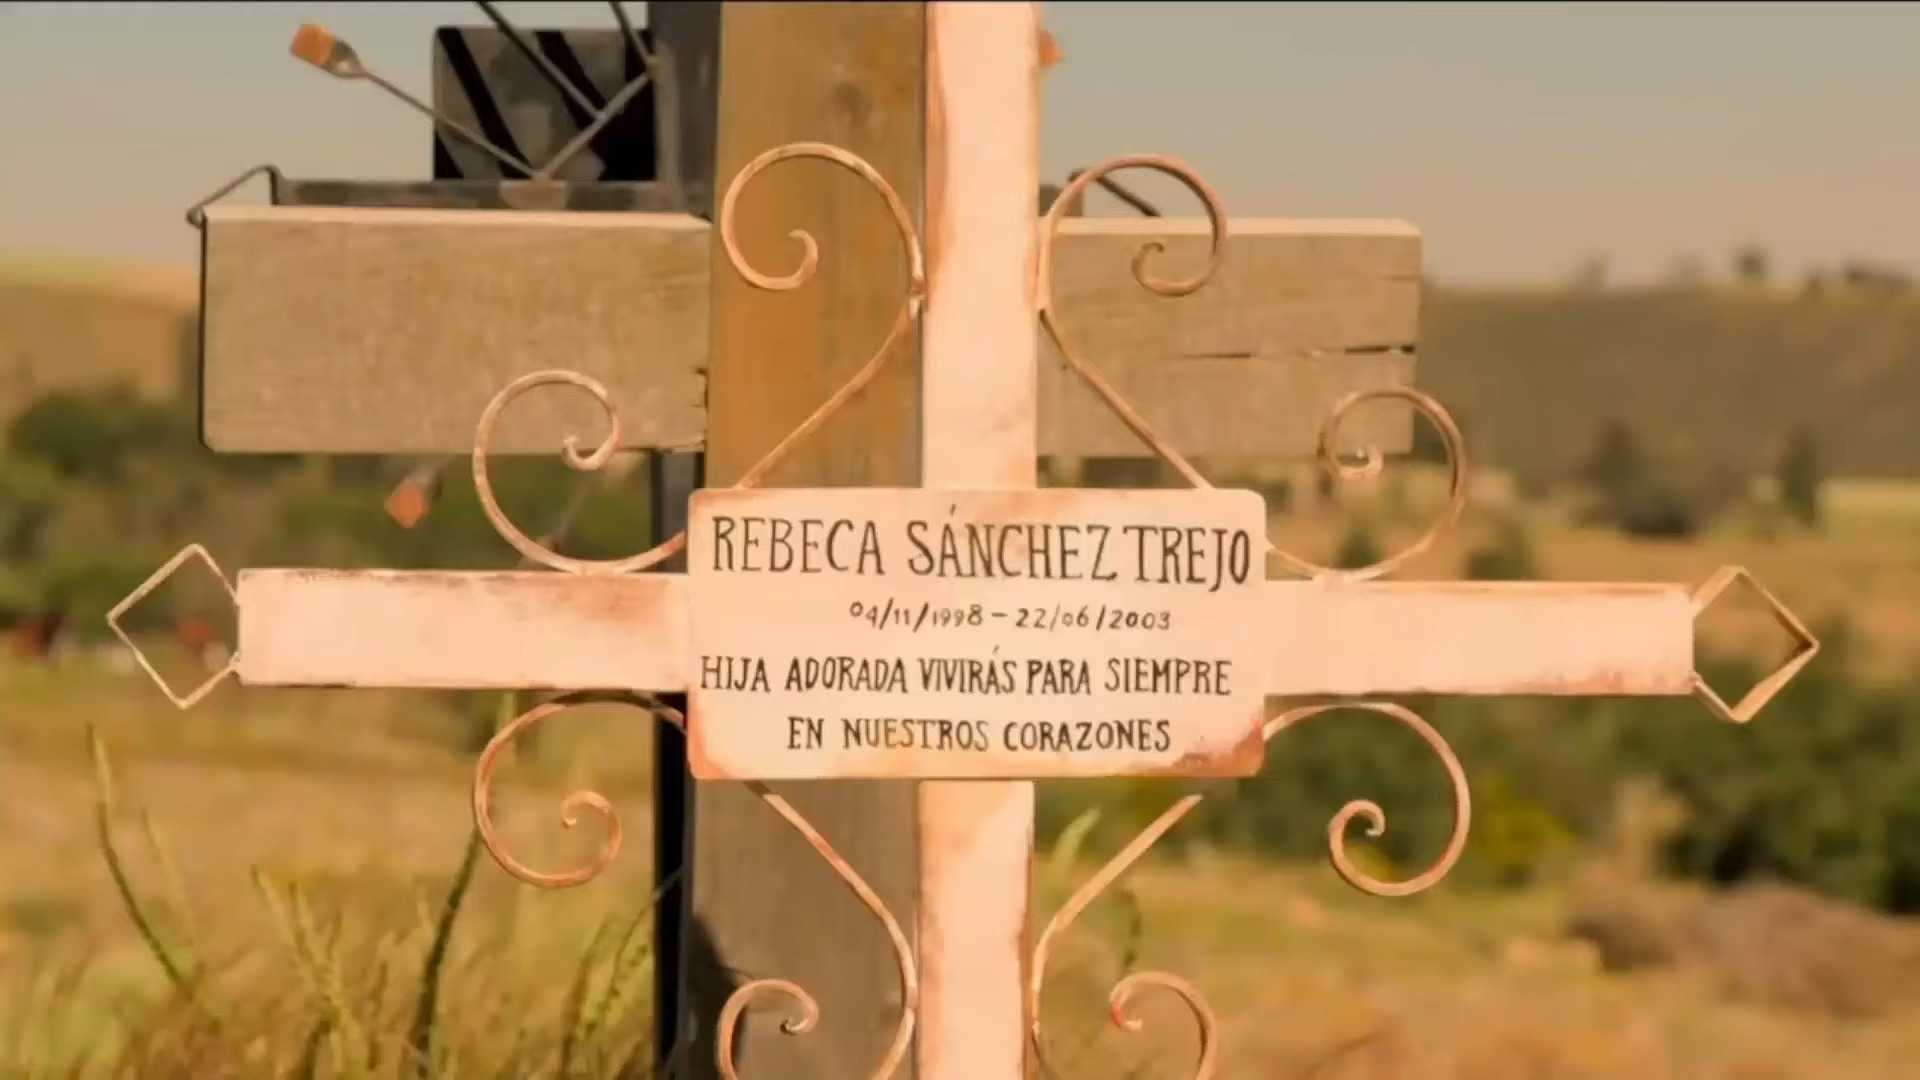 REBECA SÁNCHEZ TREJO
04/11/1998 - 22/06/2003
HIJA ADORADA VIVIRÁS PARA SIEMPRE
EN NUESTROS CORAZONES